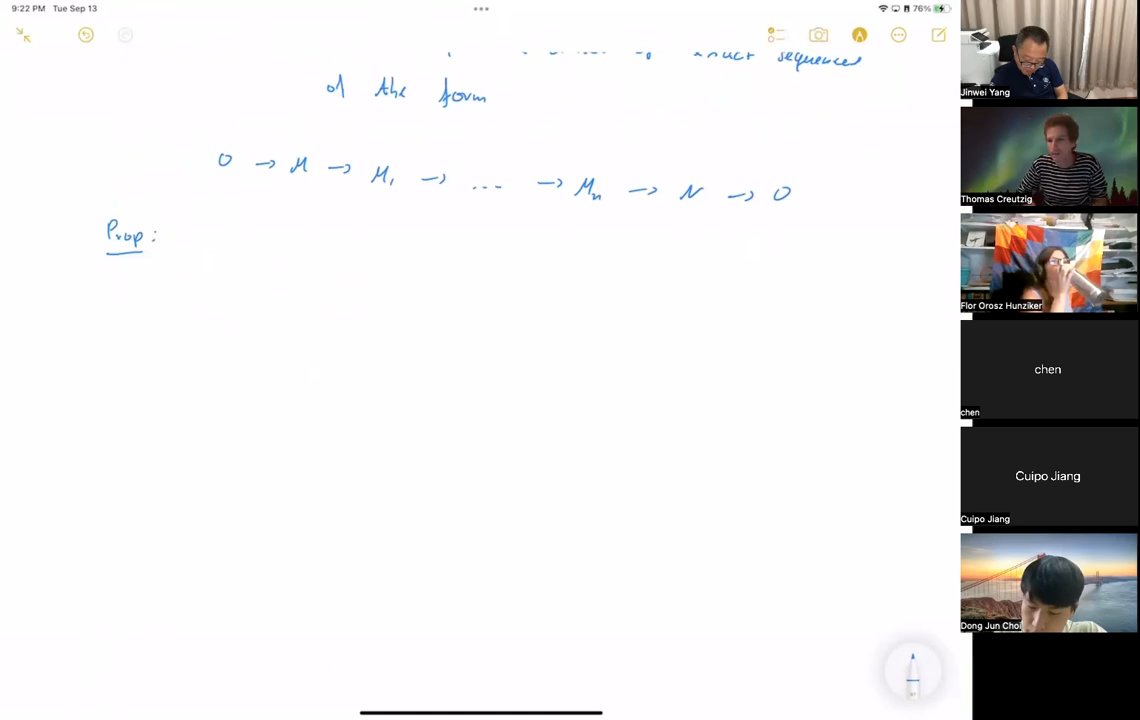 9:22 PM Tue Sep 13
76%
exact sequences
of the form
0 → M → M₁ → ... → Mₙ → N → 0
Prop:
Jinwei Yang
Thomas Creutzig
Flor Orosz Hunziker
chen
chen
Cuipo Jiang
Cuipo Jiang
Dong Jun Choi